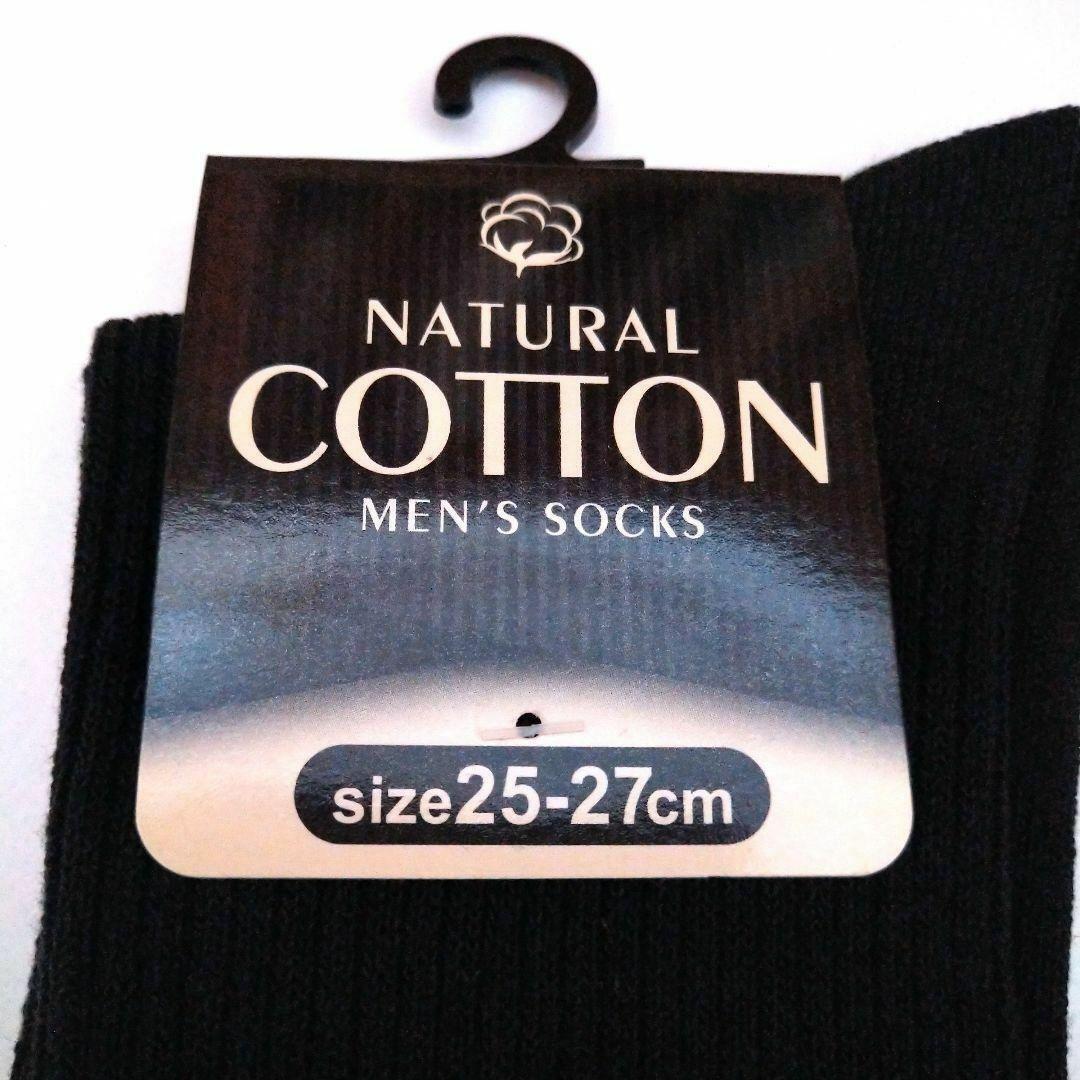 NATURAL
COTTON
MEN'S SOCKS
size25-27cm